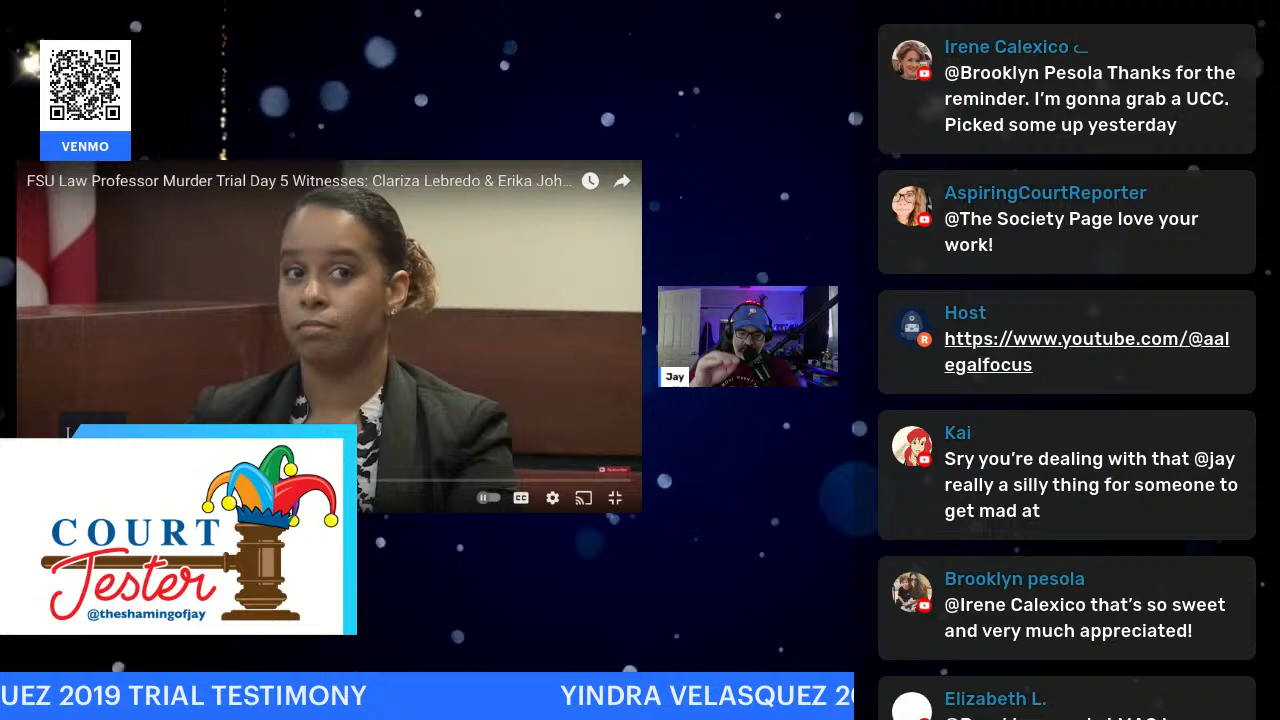 VENMO
FSU Law Professor Murder Trial Day 5 Witnesses: Clariza Lebredo & Erika Joh...
CC
Jay
COURT
Jester
@theshamingofjay
UEZ 2019 TRIAL TESTIMONY
YINDRA VELASQUEZ 20
Irene Calexico
@Brooklyn Pesola Thanks for the
reminder. I’m gonna grab a UCC.
Picked some up yesterday
AspiringCourtReporter
@The Society Page love your
work!
Host
https://www.youtube.com/@aal
egalfocus
Kai
Sry you’re dealing with that @jay
really a silly thing for someone to
get mad at
Brooklyn pesola
@Irene Calexico that’s so sweet
and very much appreciated!
Elizabeth L.